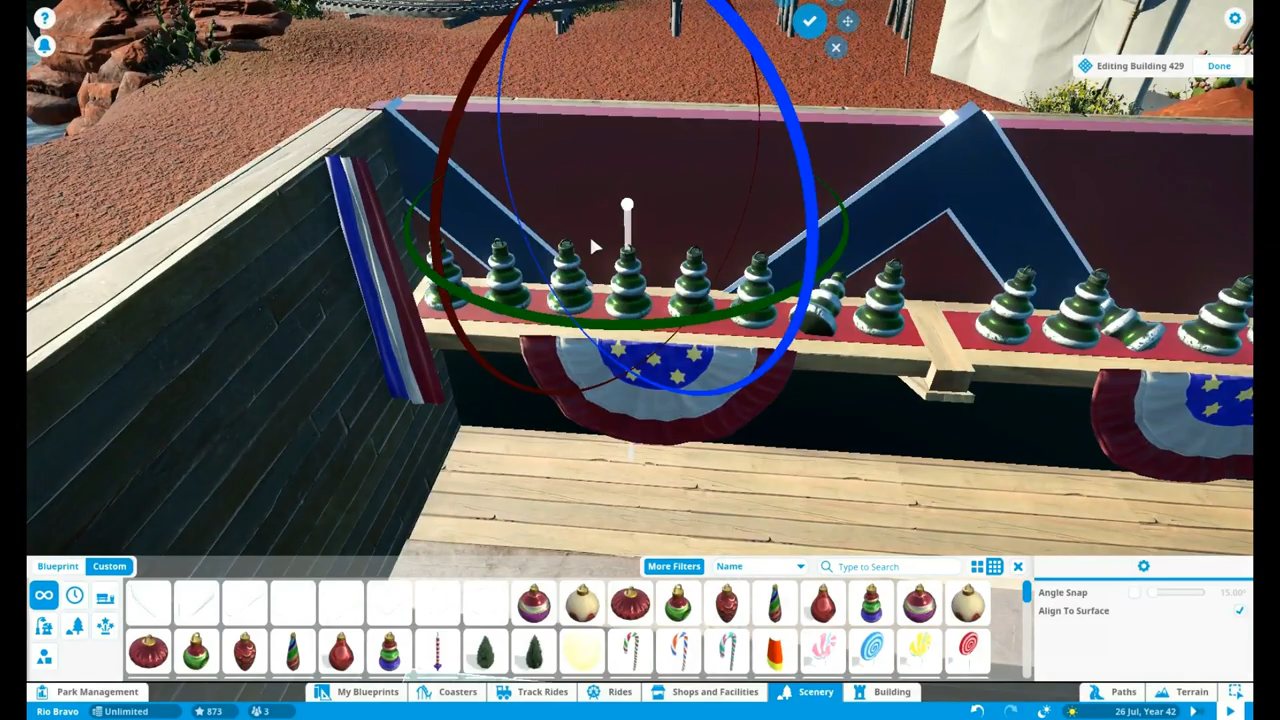 ?
Editing Building 429 Done
Blueprint Custom
More Filters Name Type to Search
Angle Snap 15.00°
Align To Surface
Park Management My Blueprints Coasters Track Rides Rides Shops and Facilities Scenery Building Paths Terrain
Rio Bravo Unlimited 873 3 26 Jul, Year 42